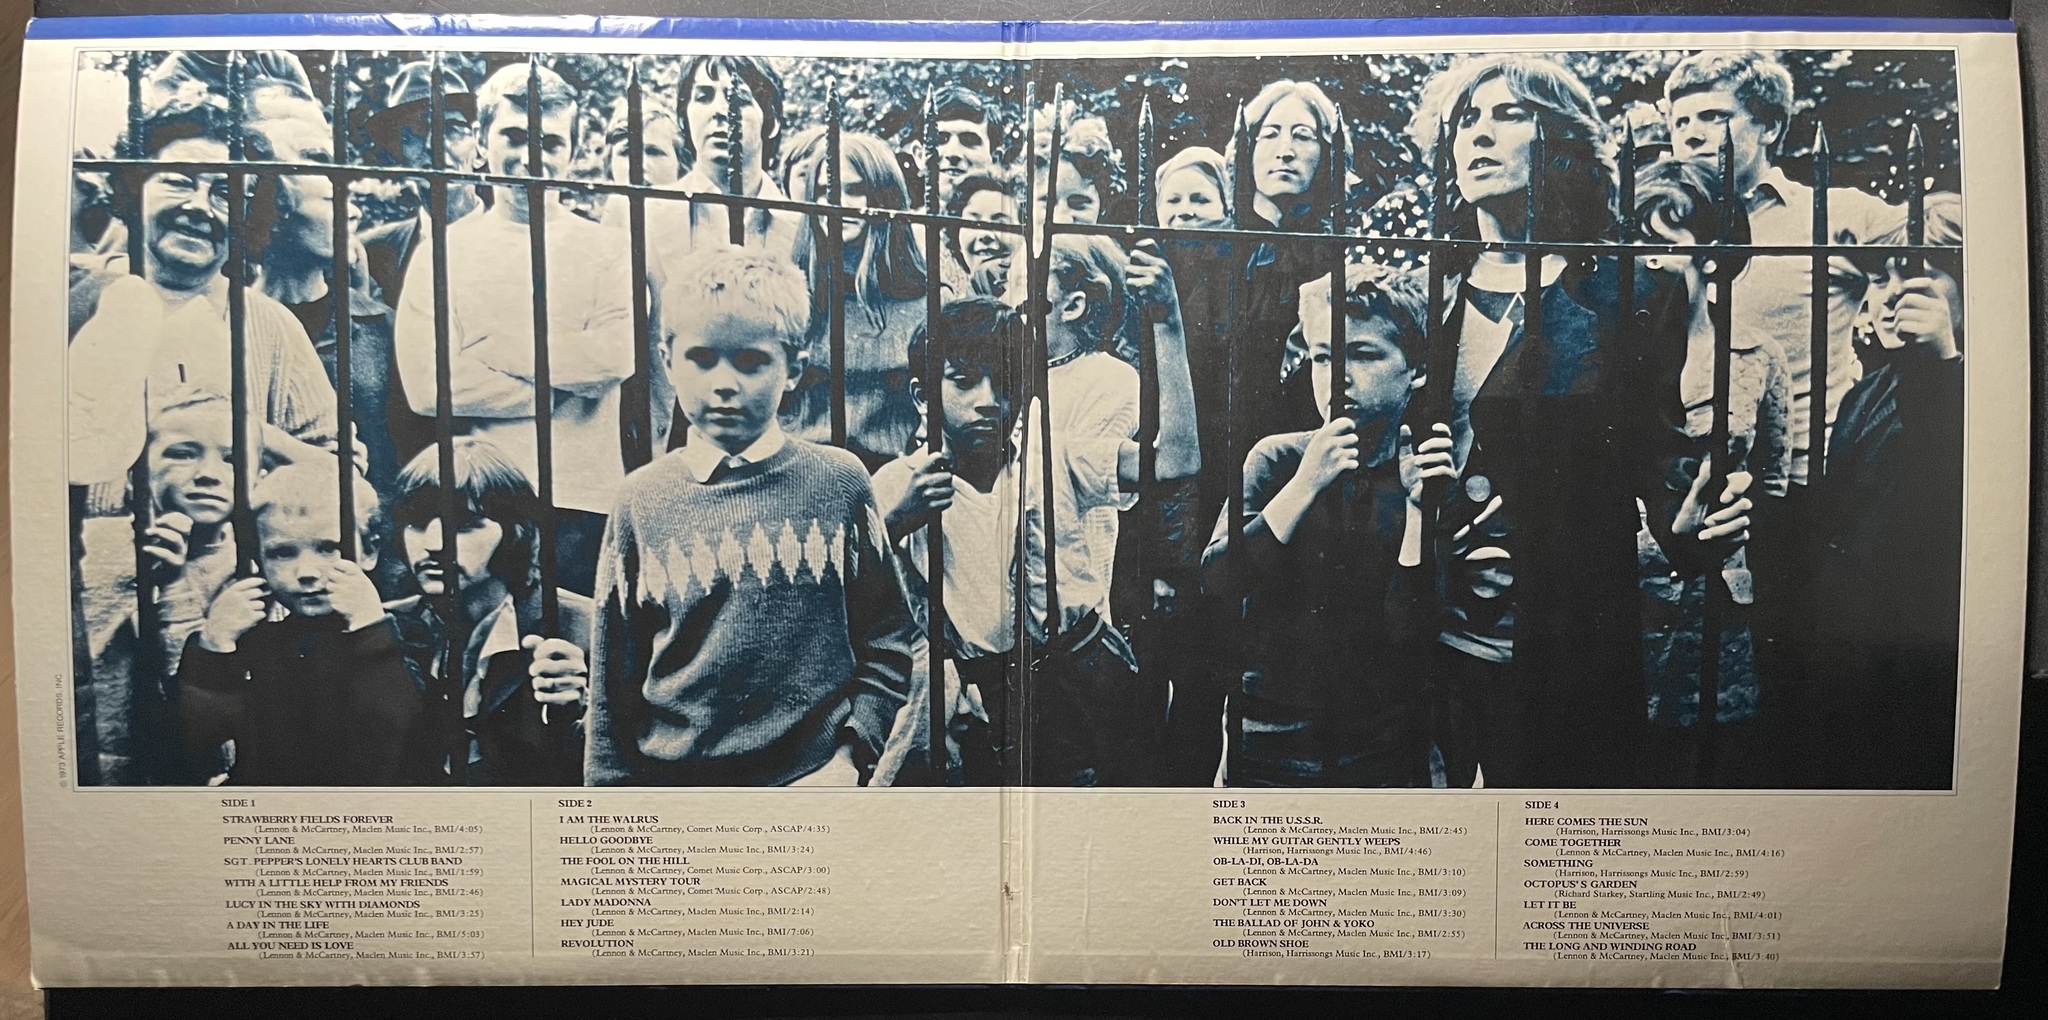 © 1973 APPLE RECORDS, INC
SIDE 1
STRAWBERRY FIELDS FOREVER
(Lennon & McCartney, Maclen Music Inc., BMI/4:05)
PENNY LANE
(Lennon & McCartney, Maclen Music Inc., BMI/2:57)
SGT. PEPPER'S LONELY HEARTS CLUB BAND
(Lennon & McCartney, Maclen Music Inc., BMI/1:59)
WITH A LITTLE HELP FROM MY FRIENDS
(Lennon & McCartney, Maclen Music Inc., BMI/2:46)
LUCY IN THE SKY WITH DIAMONDS
(Lennon & McCartney, Maclen Music Inc., BMI/3:25)
A DAY IN THE LIFE
(Lennon & McCartney, Maclen Music Inc., BMI/5:03)
ALL YOU NEED IS LOVE
(Lennon & McCartney, Maclen Music Inc., BMI/3:57)
SIDE 2
I AM THE WALRUS
(Lennon & McCartney, Comet Music Corp., ASCAP/4:35)
HELLO GOODBYE
(Lennon & McCartney, Maclen Music Inc., BMI/3:24)
THE FOOL ON THE HILL
(Lennon & McCartney, Comet Music Corp., ASCAP/3:00)
MAGICAL MYSTERY TOUR
(Lennon & McCartney, Comet Music Corp., ASCAP/2:48)
LADY MADONNA
(Lennon & McCartney, Maclen Music Inc., BMI/2:14)
HEY JUDE
(Lennon & McCartney, Maclen Music Inc., BMI/7:06)
REVOLUTION
(Lennon & McCartney, Maclen Music Inc., BMI/3:21)
SIDE 3
BACK IN THE U.S.S.R.
(Lennon & McCartney, Maclen Music Inc., BMI/2:45)
WHILE MY GUITAR GENTLY WEEPS
(Harrison, Harrisongs Music Inc., BMI/4:46)
OB-LA-DI, OB-LA-DA
(Lennon & McCartney, Maclen Music Inc., BMI/3:10)
GET BACK
(Lennon & McCartney, Maclen Music Inc., BMI/3:09)
DON'T LET ME DOWN
(Lennon & McCartney, Maclen Music Inc., BMI/3:30)
THE BALLAD OF JOHN & YOKO
(Lennon & McCartney, Maclen Music Inc., BMI/2:55)
OLD BROWN SHOE
(Harrison, Harrisongs Music Inc., BMI/3:17)
SIDE 4
HERE COMES THE SUN
(Harrison, Harrissongs Music Inc., BMI/3:04)
COME TOGETHER
(Lennon & McCartney, Maclen Music Inc., BMI/4:16)
SOMETHING
(Harrison, Harrissongs Music Inc., BMI/2:59)
OCTOPUS'S GARDEN
(Richard Starkey, Startling Music Inc., BMI/2:49)
LET IT BE
(Lennon & McCartney, Maclen Music Inc., BMI/4:01)
ACROSS THE UNIVERSE
(Lennon & McCartney, Maclen Music Inc., BMI/3:51)
THE LONG AND WINDING ROAD
(Lennon & McCartney, Maclen Music Inc., BMI/3:40)